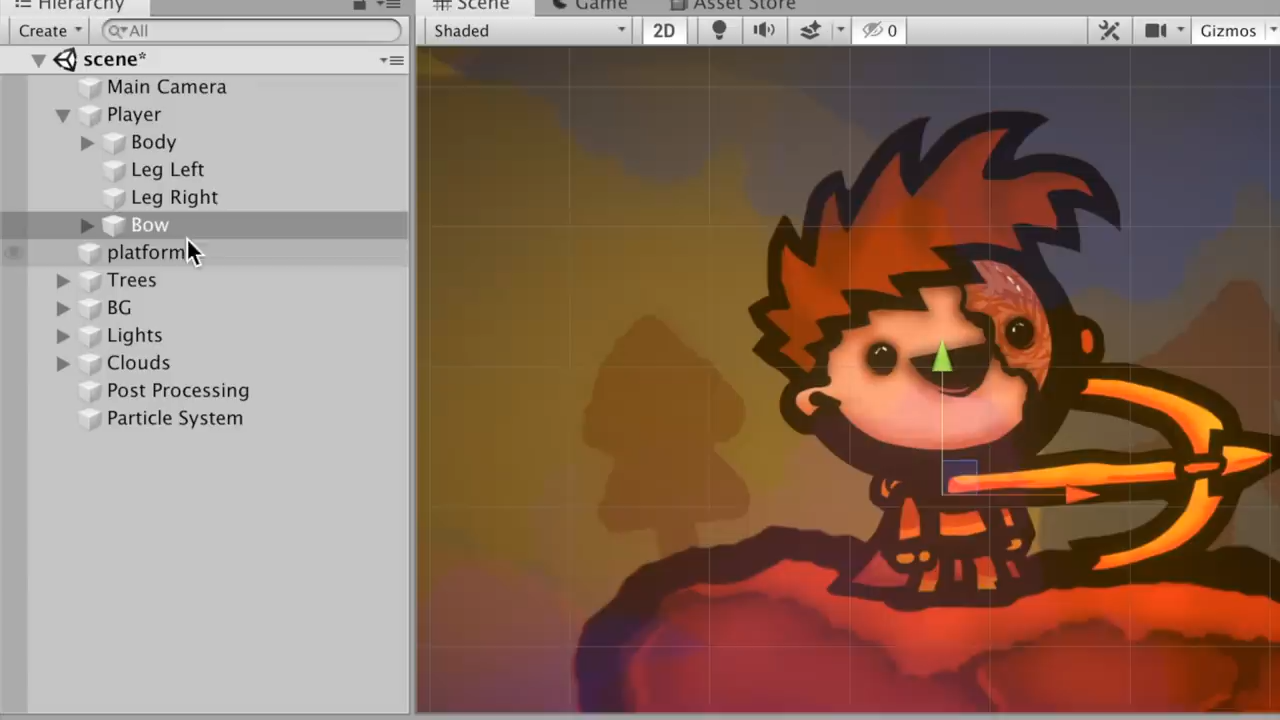 Hierarchy
Scene Game Asset Store
Create All
Shaded 2D 0 Gizmos
scene*
Main Camera
Player
Body
Leg Left
Leg Right
Bow
platform
Trees
BG
Lights
Clouds
Post Processing
Particle System